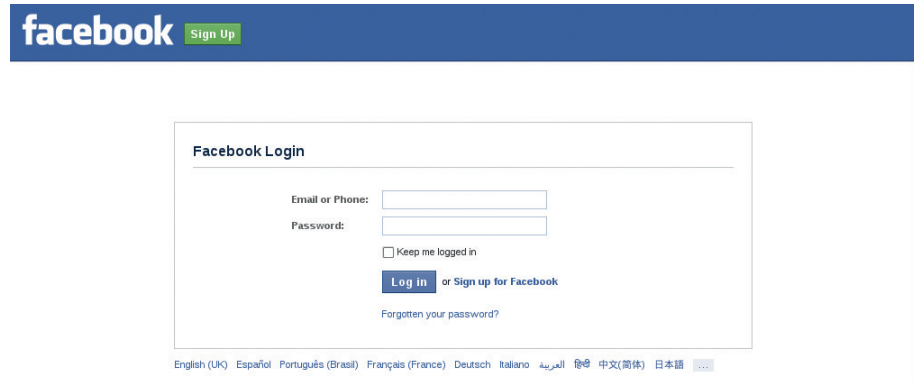 facebook Sign Up
Facebook Login
Email or Phone:
Password:
Keep me logged in
Log in or Sign up for Facebook
Forgotten your password?
English (UK) Español Português (Brasil) Français (France) Deutsch Italiano العربية हिन्दी 中文(简体) 日本語 ...